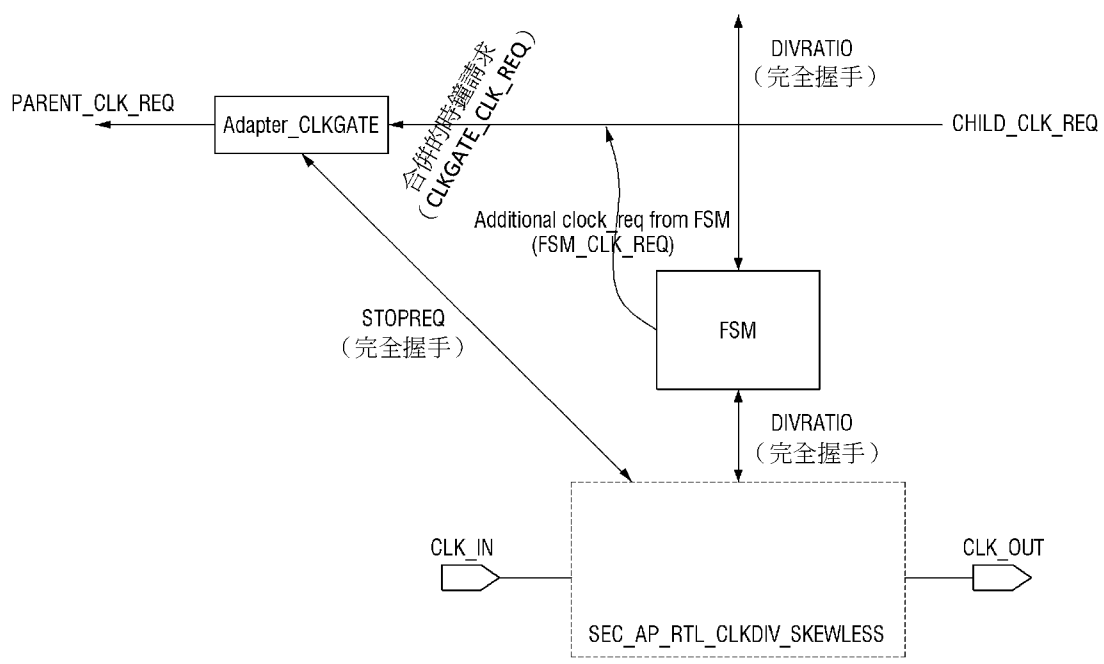 DIVRATIO
（完全握手）
PARENT_CLK_REQ
Adapter_CLKGATE
合併的時鐘請求
（CLKGATE_CLK_REQ）
CHILD_CLK_REQ
Additional clock_req from FSM
(FSM_CLK_REQ)
STOPREQ
（完全握手）
FSM
DIVRATIO
（完全握手）
CLK_IN
CLK_OUT
SEC_AP_RTL_CLKDIV_SKEWLESS